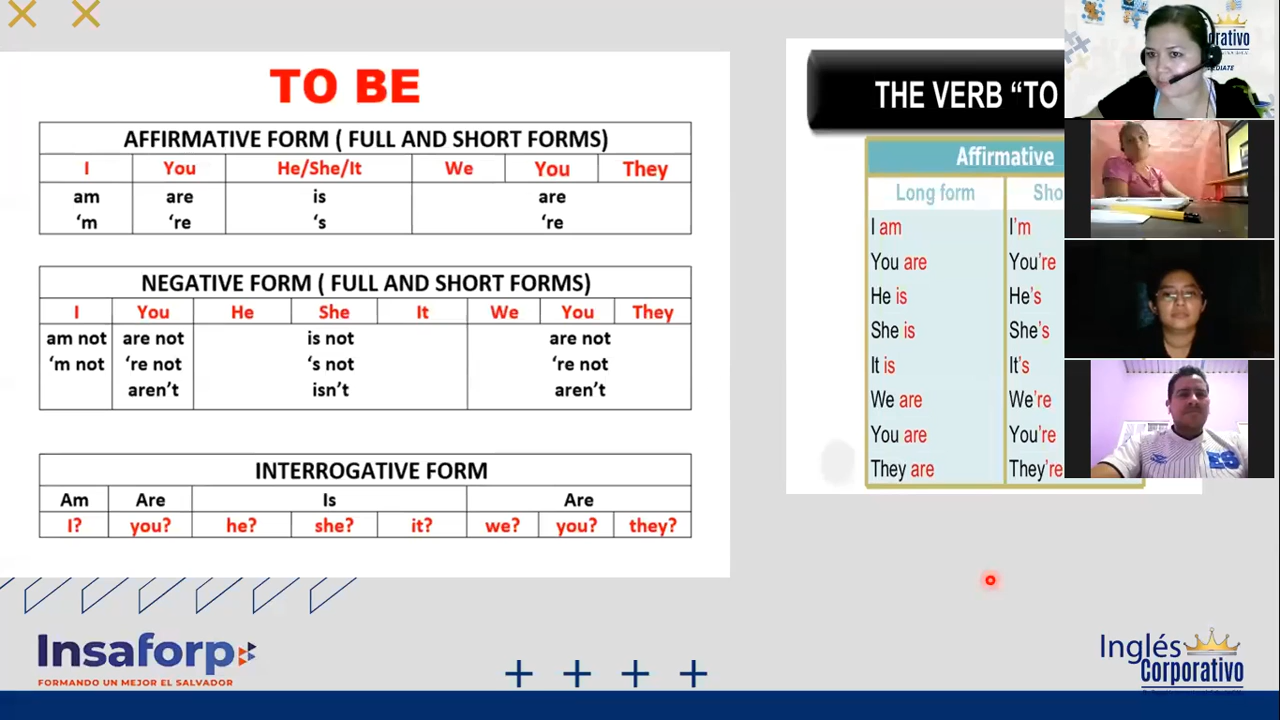 TO BE
AFFIRMATIVE FORM ( FULL AND SHORT FORMS)
I You He/She/It We You They
am are is are
‘m ‘re ‘s ‘re
NEGATIVE FORM ( FULL AND SHORT FORMS)
I You He She It We You They
am not are not is not are not
‘m not ‘re not ‘s not ‘re not
aren’t isn’t aren’t
INTERROGATIVE FORM
Am Are Is Are
I? you? he? she? it? we? you? they?
THE VERB “TO
Affirmative
Long form
I am I'm
You are You're
He is He's
She is She's
It is It's
We are We're
You are You're
They are They're
Insaforp
FORMANDO UN MEJOR EL SALVADOR
Inglés
Corporativo
ES